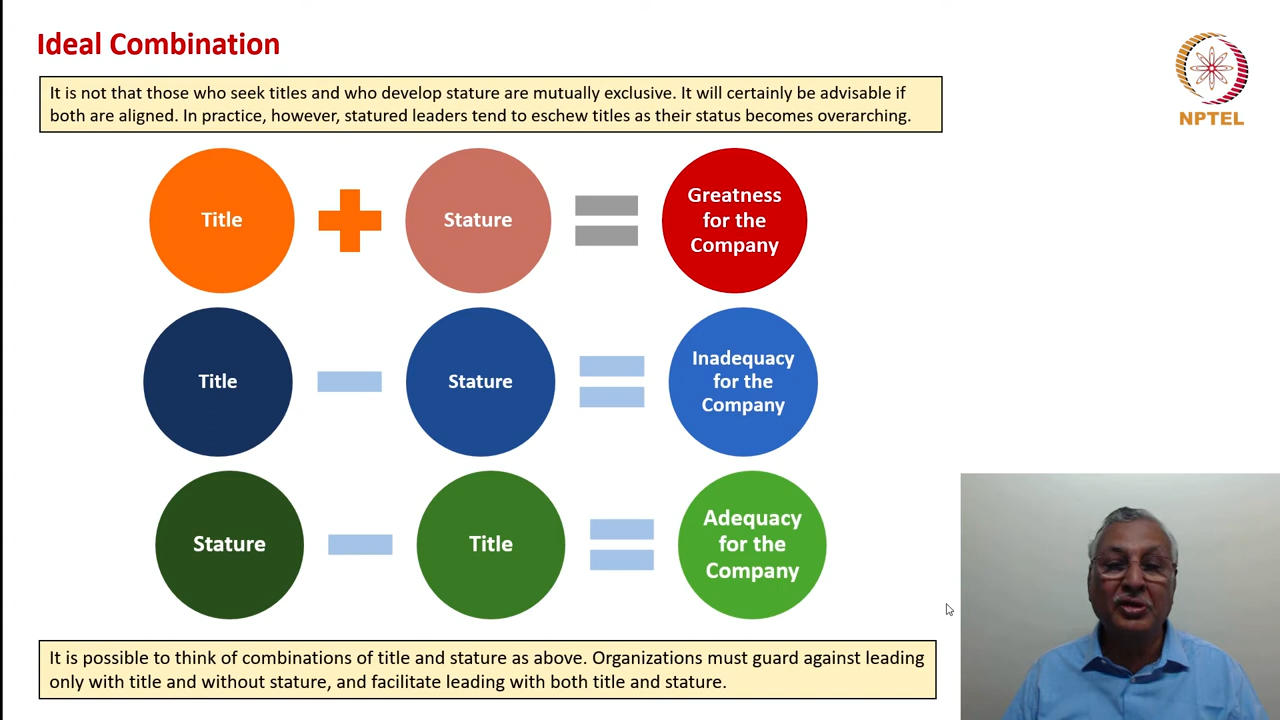 Ideal Combination
NPTEL
It is not that those who seek titles and who develop stature are mutually exclusive. It will certainly be advisable if
both are aligned. In practice, however, statured leaders tend to eschew titles as their status becomes overarching.
Title
Stature
Greatness
for the
Company
Title
Stature
Inadequacy
for the
Company
Stature
Title
Adequacy
for the
Company
It is possible to think of combinations of title and stature as above. Organizations must guard against leading
only with title and without stature, and facilitate leading with both title and stature.